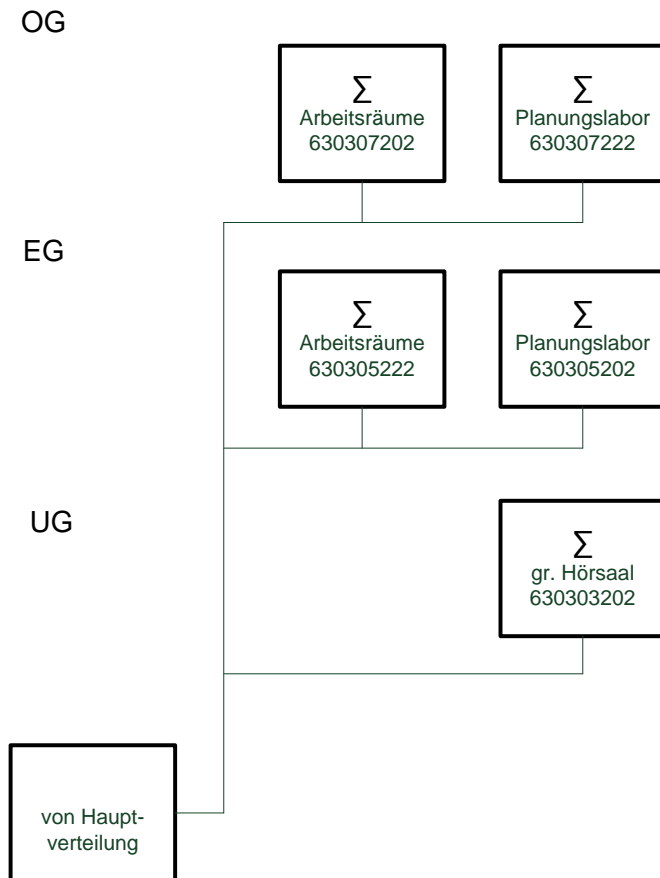 OG
Σ
Arbeitsräume
630307202
Σ
Planungslabor
630307222
EG
Σ
Arbeitsräume
630305222
Σ
Planungslabor
630305202
UG
Σ
gr. Hörsaal
630303202
von Haupt-
verteilung